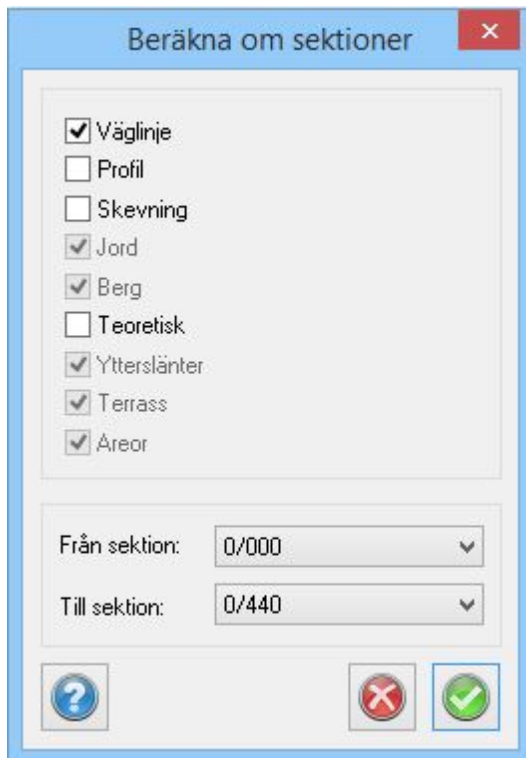 Beräkna om sektioner
Väglinje
Profil
Skevning
Jord
Berg
Teoretisk
Ytterslänter
Terrass
Areor
Från sektion: 0/000
Till sektion: 0/440